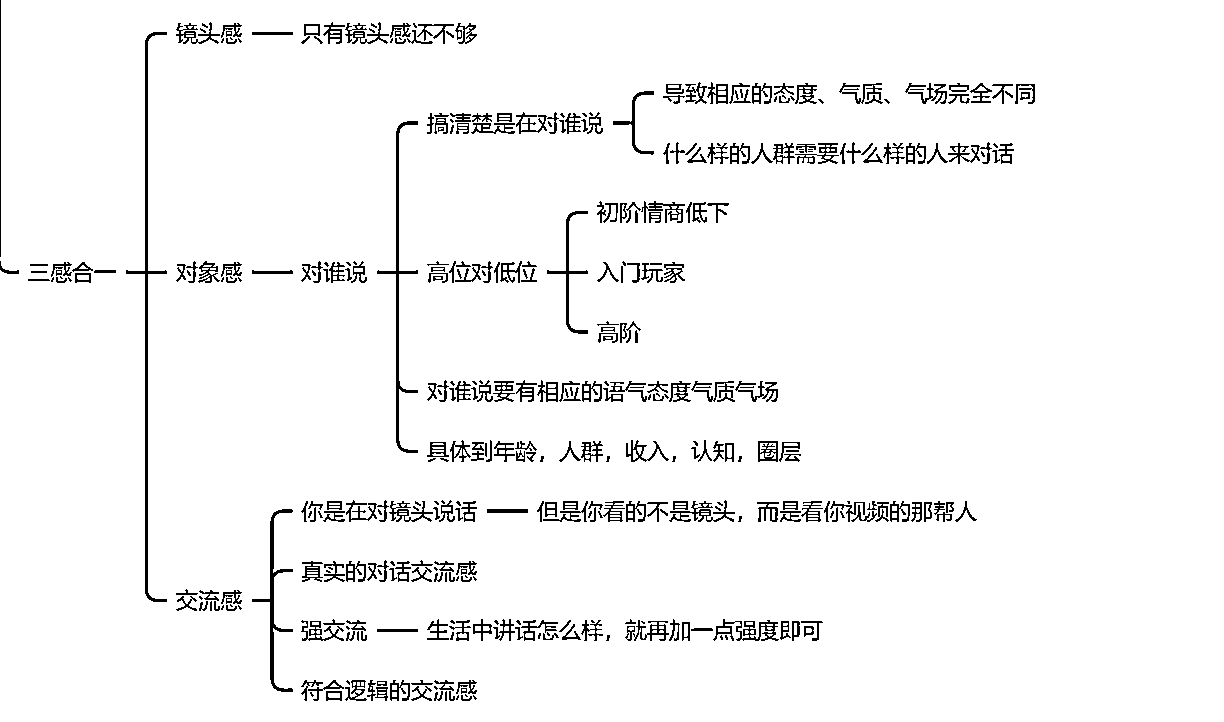 镜头感
只有镜头感还不够
导致相应的态度、气质、气场完全不同
搞清楚是在对谁说
什么样的人群需要什么样的人来对话
初阶情商低下
三感合一
对象感
对谁说
高位对低位
入门玩家
高阶
对谁说要有相应的语气态度气质气场
具体到年龄，人群，收入，认知，圈层
你是在对镜头说话
但是你看的不是镜头，而是看你视频的那帮人
真实的对话交流感
交流感
强交流
生活中讲话怎么样，就再加一点强度即可
符合逻辑的交流感